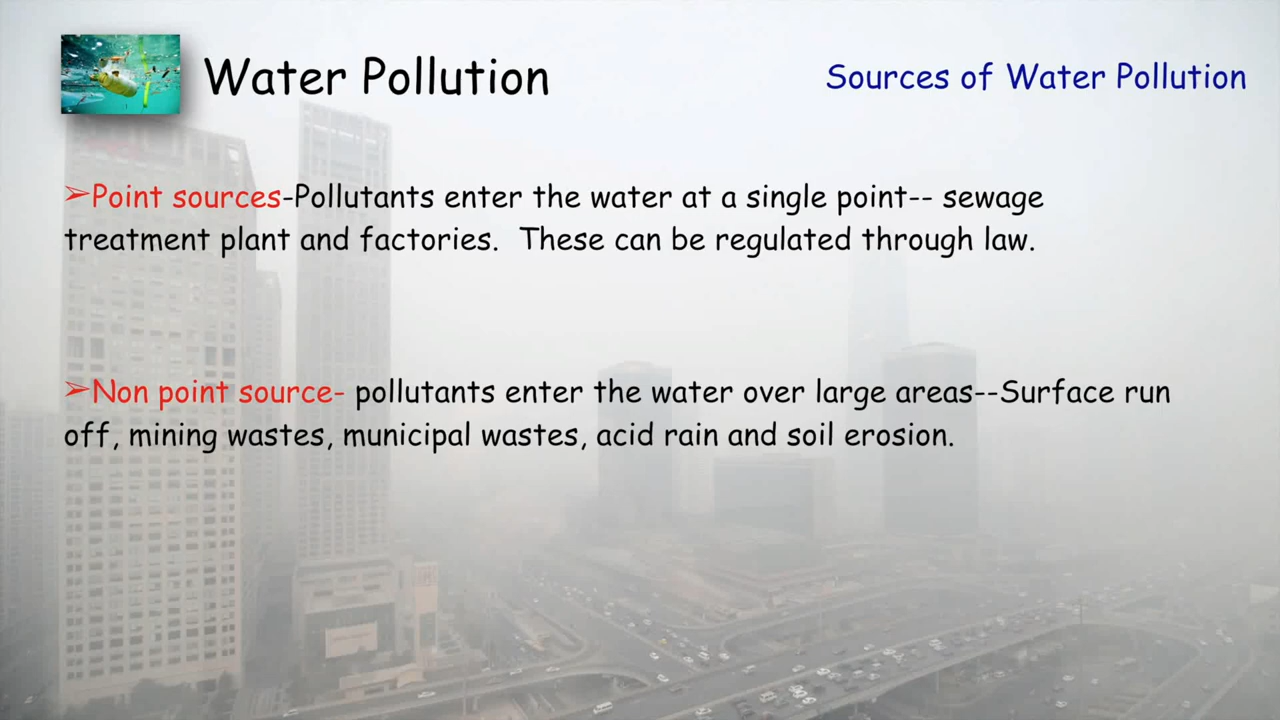 Water Pollution
Sources of Water Pollution
➢Point sources-Pollutants enter the water at a single point-- sewage
treatment plant and factories.  These can be regulated through law.
➢Non point source- pollutants enter the water over large areas--Surface run
off, mining wastes, municipal wastes, acid rain and soil erosion.